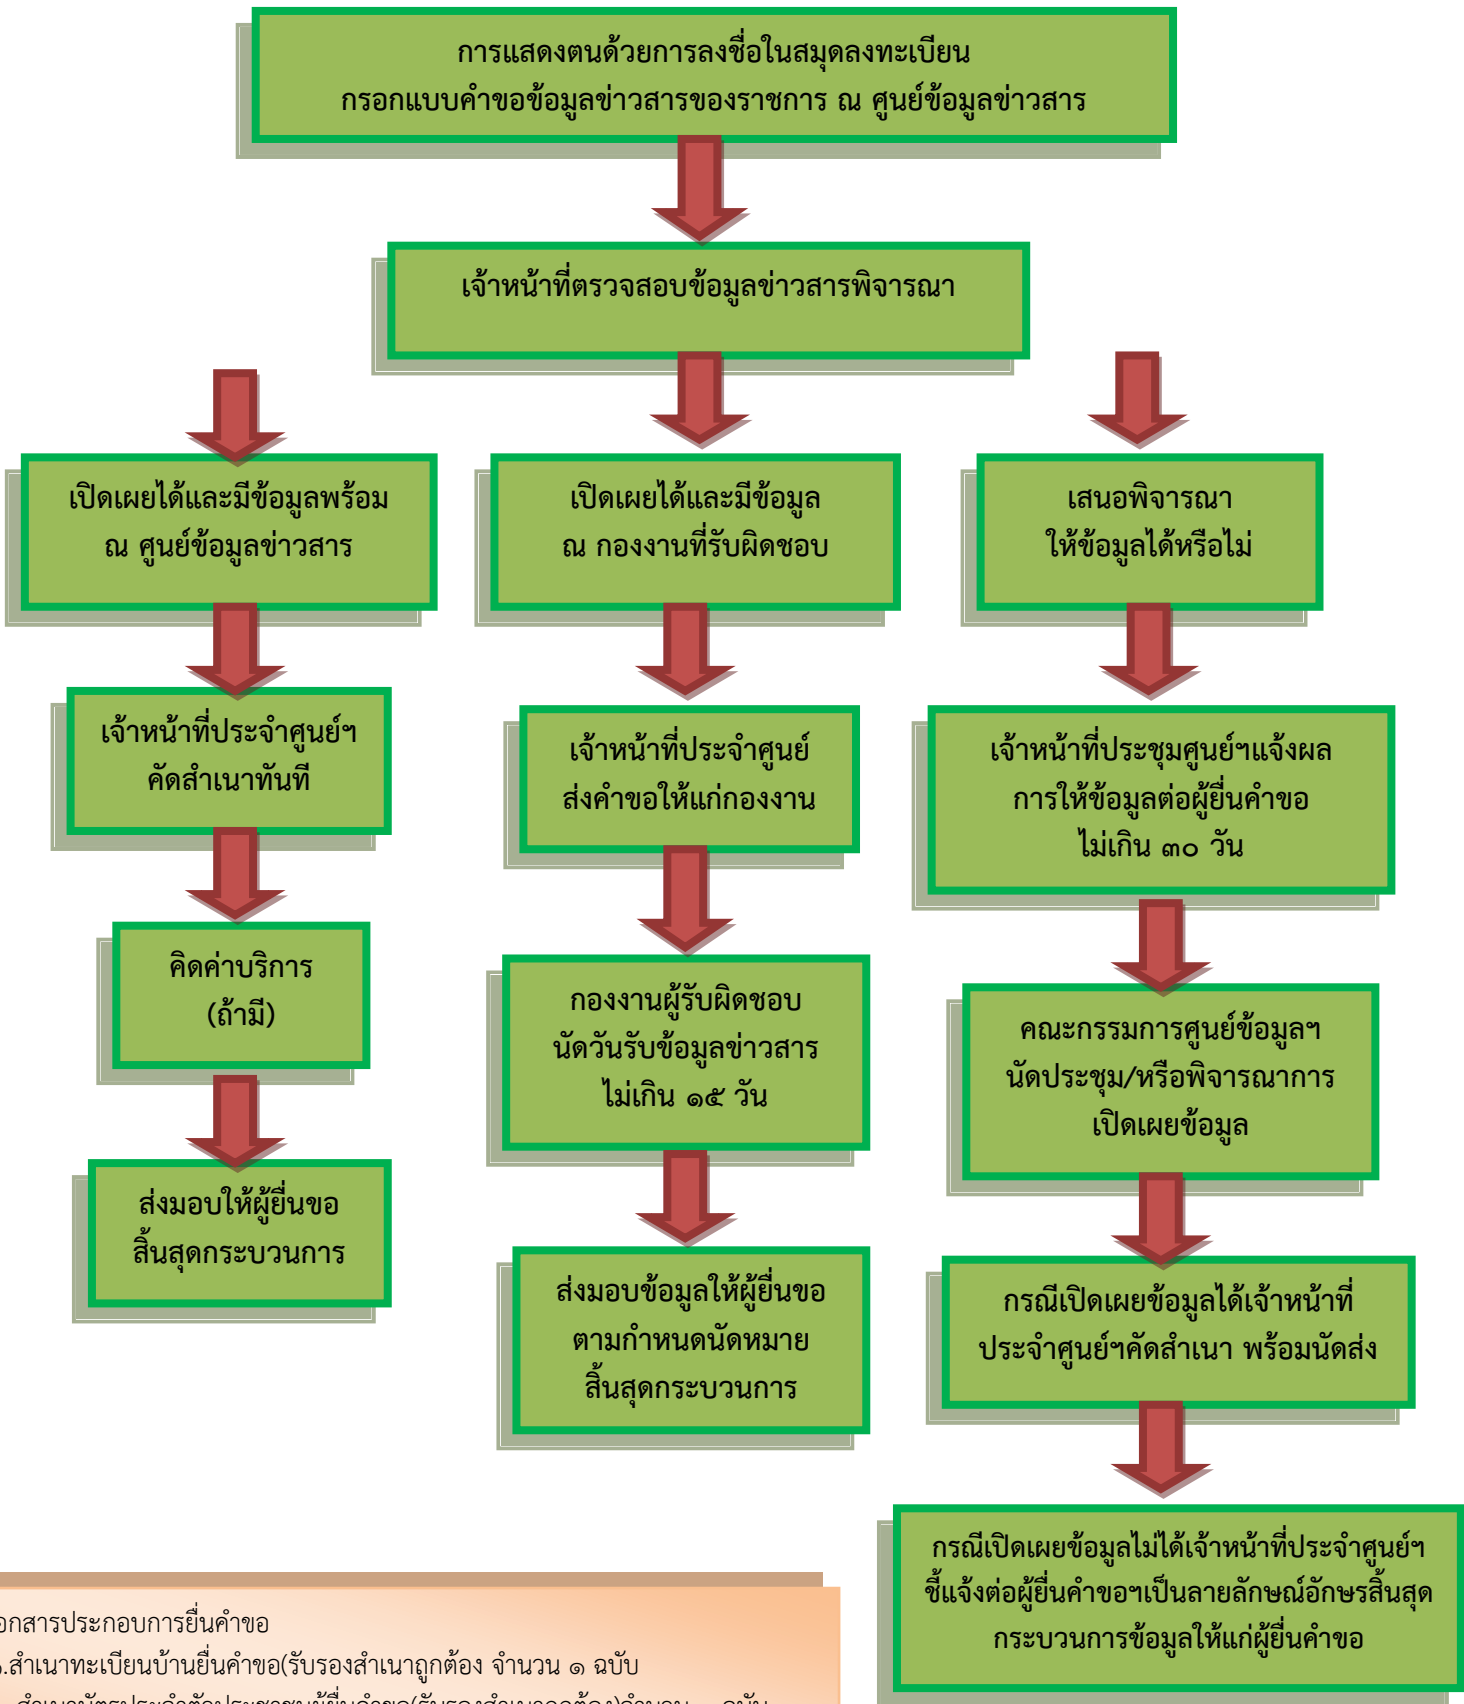 การแสดงตนด้วยการลงชื่อในสมุดลงทะเบียน
กรอกแบบคำขอข้อมูลข่าวสารของราชการ ณ ศูนย์ข้อมูลข่าวสาร
เจ้าหน้าที่ตรวจสอบข้อมูลข่าวสารพิจารณา
เปิดเผยได้และมีข้อมูลพร้อม
ณ ศูนย์ข้อมูลข่าวสาร
เจ้าหน้าที่ประจำศูนย์ฯ
คัดสำเนาทันที
คิดค่าบริการ
(ถ้ามี)
ส่งมอบให้ผู้ยื่นขอ
สิ้นสุดกระบวนการ
เปิดเผยได้และมีข้อมูล
ณ กองงานที่รับผิดชอบ
เจ้าหน้าที่ประจำศูนย์
ส่งคำขอให้แก่กองงาน
กองงานผู้รับผิดชอบ
นัดวันรับข้อมูลข่าวสาร
ไม่เกิน ๑๕ วัน
ส่งมอบข้อมูลให้ผู้ยื่นขอ
ตามกำหนดนัดหมาย
สิ้นสุดกระบวนการ
เสนอพิจารณา
ให้ข้อมูลได้หรือไม่
เจ้าหน้าที่ประชุมศูนย์ฯแจ้งผล
การให้ข้อมูลต่อผู้ยื่นคำขอ
ไม่เกิน ๓๐ วัน
คณะกรรมการศูนย์ข้อมูลฯ
นัดประชุม/หรือพิจารณาการ
เปิดเผยข้อมูล
กรณีเปิดเผยข้อมูลได้เจ้าหน้าที่
ประจำศูนย์ฯคัดสำเนา พร้อมนัดส่ง
กรณีเปิดเผยข้อมูลไม่ได้เจ้าหน้าที่ประจำศูนย์ฯ
ชี้แจ้งต่อผู้ยื่นคำขอฯเป็นลายลักษณ์อักษรสิ้นสุด
กระบวนการข้อมูลให้แก่ผู้ยื่นคำขอ
อกสารประกอบการยื่นคำขอ
.สำเนาทะเบียนบ้านยื่นคำขอ(รับรองสำเนาถูกต้อง จำนวน ๑ ฉบับ